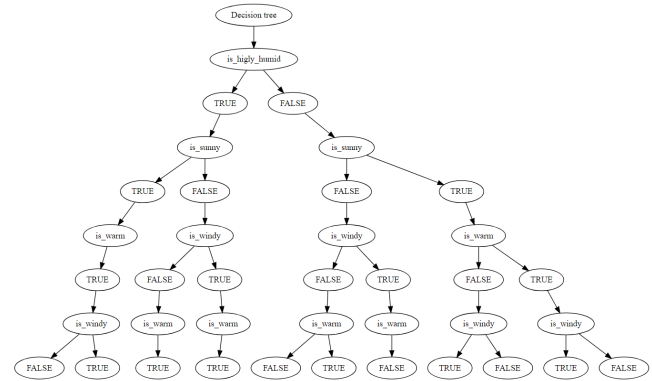 Decision tree
is_higly_humid
TRUE FALSE
is_sunny is_sunny
TRUE FALSE FALSE TRUE
is_warm is_windy is_windy is_warm
TRUE FALSE TRUE FALSE TRUE FALSE TRUE
is_windy is_warm is_warm is_warm is_warm is_windy is_windy
FALSE TRUE TRUE TRUE FALSE TRUE FALSE TRUE FALSE TRUE FALSE